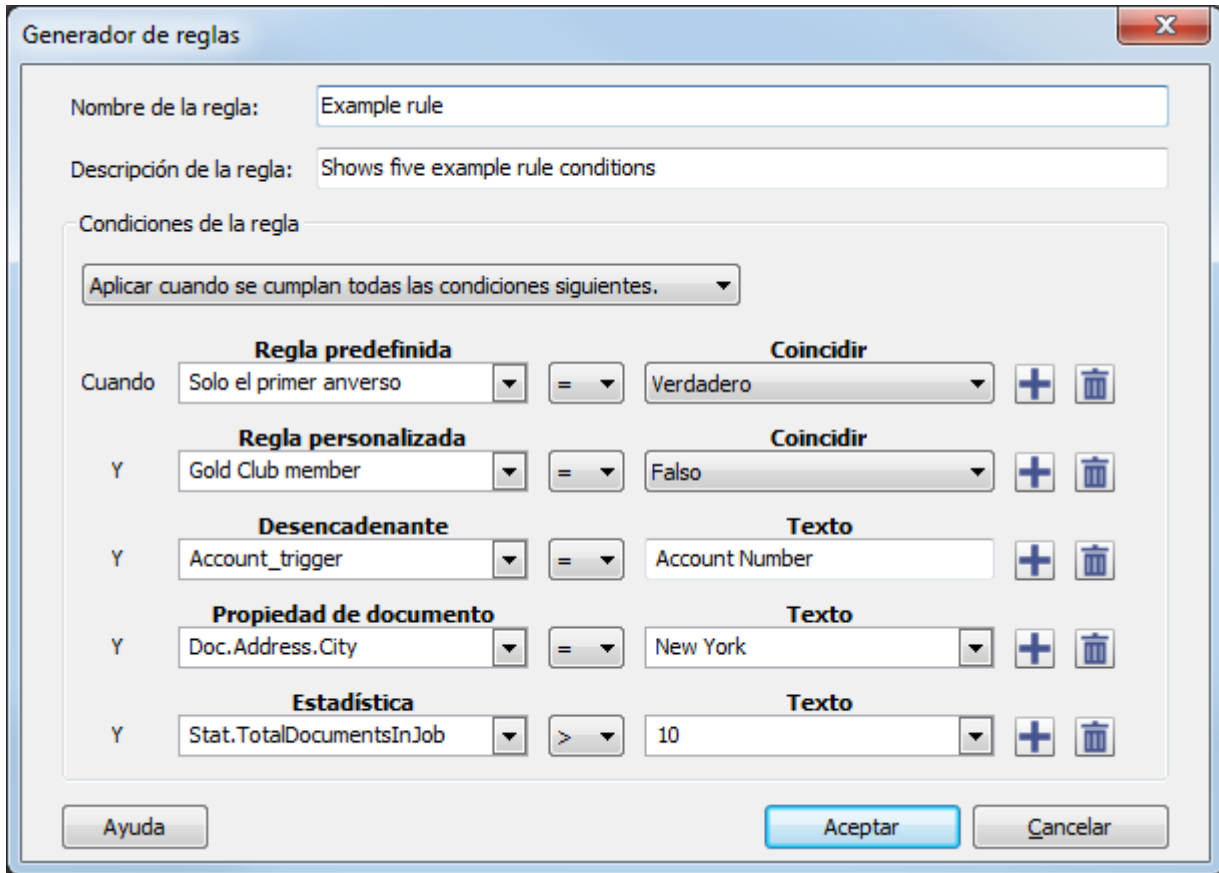 Generador de reglas
Nombre de la regla: Example rule
Descripción de la regla: Shows five example rule conditions
Condiciones de la regla
Aplicar cuando se cumplan todas las condiciones siguientes.
Regla predefinida Coincidir
Cuando Solo el primer anverso = Verdadero
Regla personalizada Coincidir
Y Gold Club member = Falso
Desencadenante Texto
Y Account_trigger = Account Number
Propiedad de documento Texto
Y Doc.Address.City = New York
Estadística Texto
Y Stat.TotalDocumentsInJob > 10
Ayuda Aceptar Cancelar